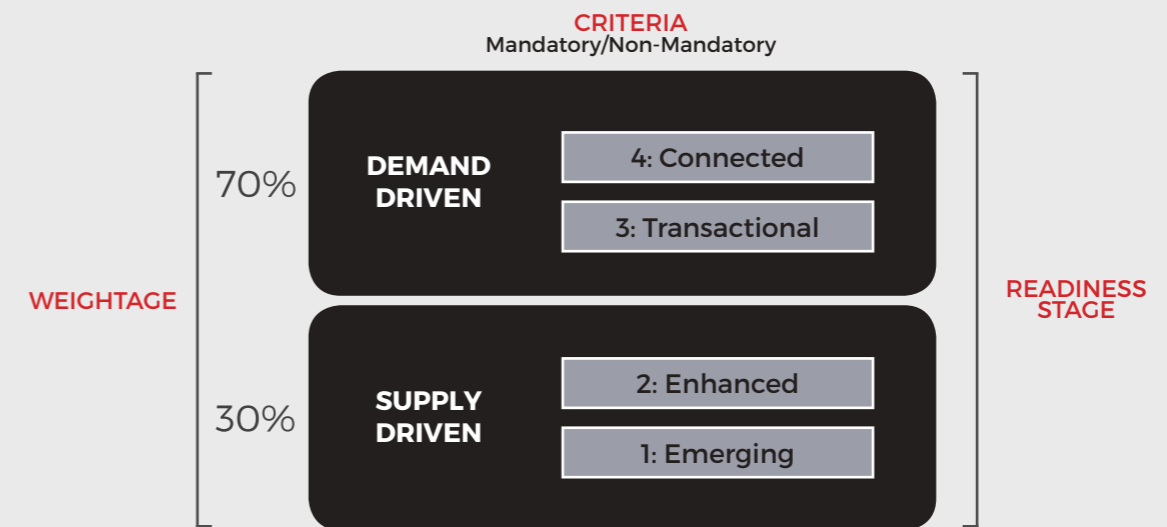 CRITERIA
Mandatory/Non-Mandatory
WEIGHTAGE
70%
DEMAND
DRIVEN
4: Connected
3: Transactional
30%
SUPPLY
DRIVEN
2: Enhanced
1: Emerging
READINESS
STAGE